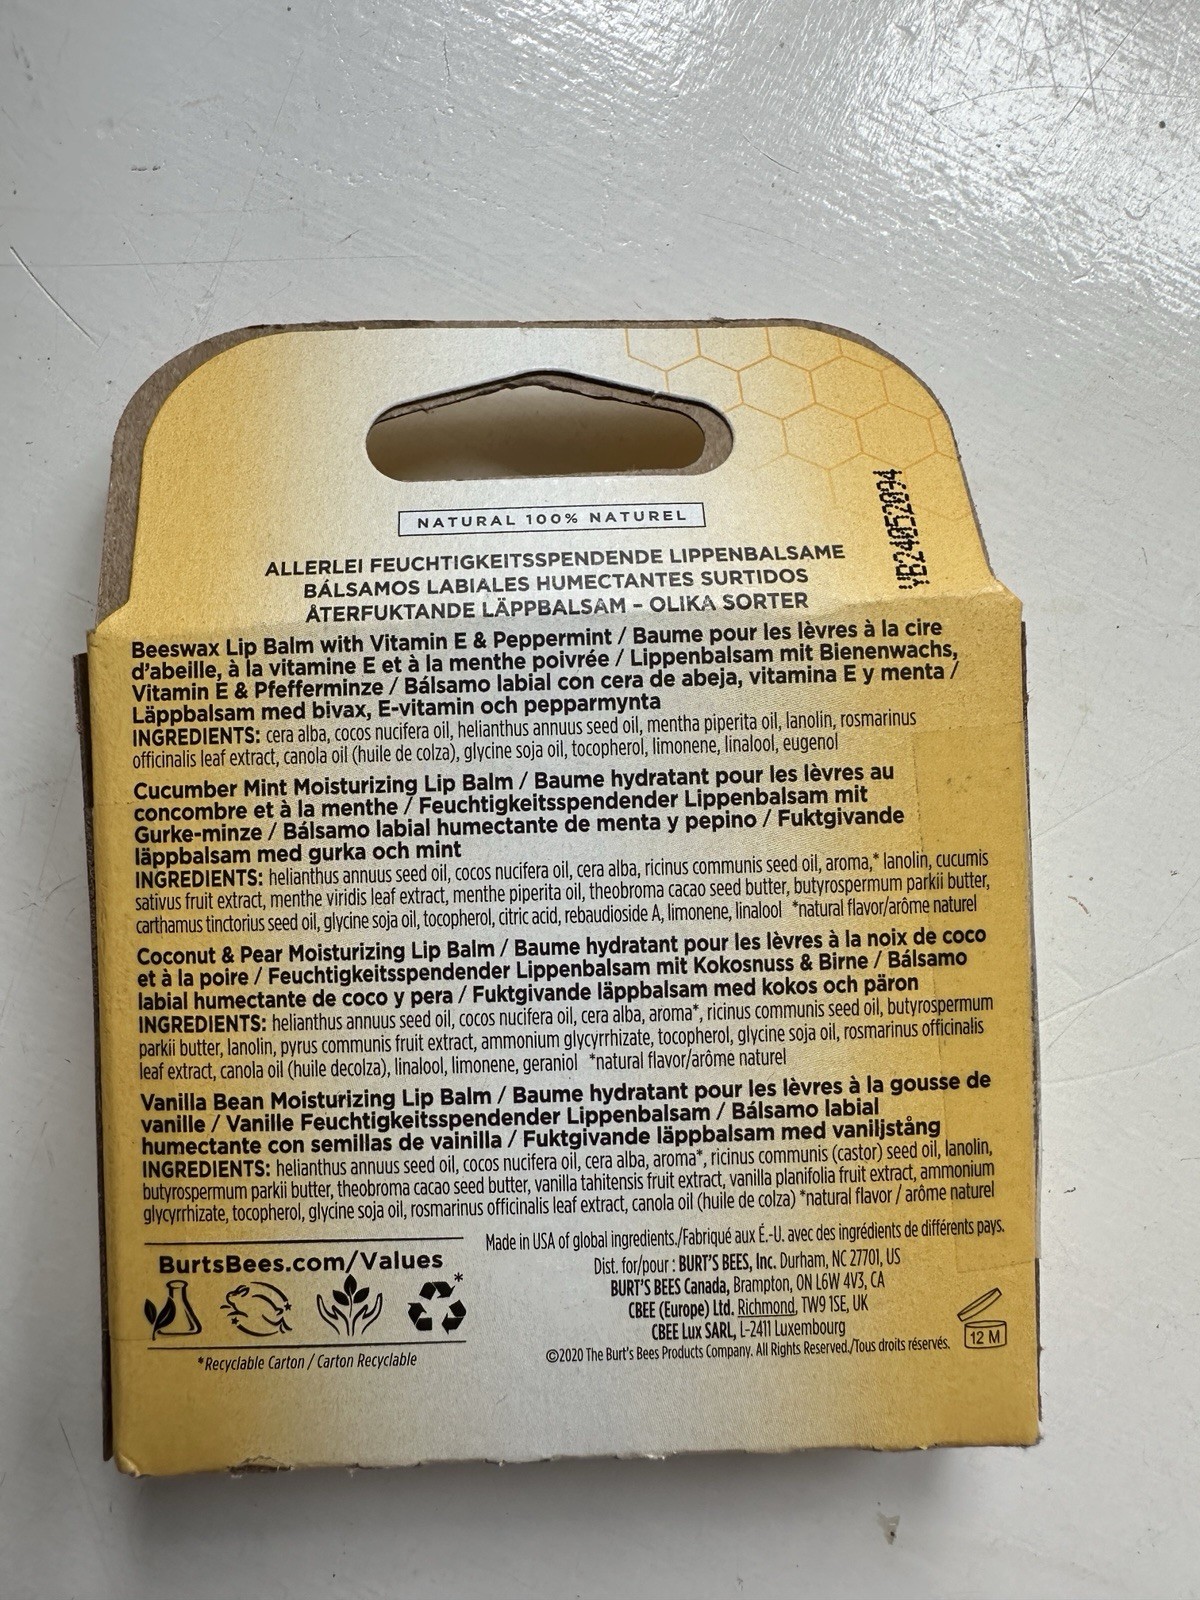 NATURAL 100% NATUREL
YB24052094
ALLERLEI FEUCHTIGKEITSSPENDENDE LIPPENBALSAME
BÁLSAMOS LABIALES HUMECTANTES SURTIDOS
ÅTERFUKTANDE LÄPPBALSAM – OLIKA SORTER
Beeswax Lip Balm with Vitamin E & Peppermint / Baume pour les lèvres à la cire
d'abeille, à la vitamine E et à la menthe poivrée / Lippenbalsam mit Bienenwachs,
Vitamin E & Pfefferminze / Bálsamo labial con cera de abeja, vitamina E y menta /
Läppbalsam med bivax, E-vitamin och pepparmynta
INGREDIENTS: cera alba, cocos nucifera oil, helianthus annuus seed oil, mentha piperita oil, lanolin, rosmarinus
officinalis leaf extract, canola oil (huile de colza), glycine soja oil, tocopherol, limonene, linalool, eugenol
Cucumber Mint Moisturizing Lip Balm / Baume hydratant pour les lèvres au
concombre et à la menthe / Feuchtigkeitsspendender Lippenbalsam mit
Gurke-minze / Bálsamo labial humectante de menta y pepino / Fuktgivande
läppbalsam med gurka och mint
INGREDIENTS: helianthus annuus seed oil, cocos nucifera oil, cera alba, ricinus communis seed oil, aroma,* lanolin, cucumis
sativus fruit extract, menthe viridis leaf extract, menthe piperita oil, theobroma cacao seed butter, butyrospermum parkii butter,
carthamus tinctorius seed oil, glycine soja oil, tocopherol, citric acid, rebaudioside A, limonene, linalool *natural flavor/arôme naturel
Coconut & Pear Moisturizing Lip Balm / Baume hydratant pour les lèvres à la noix de coco
et à la poire / Feuchtigkeitsspendender Lippenbalsam mit Kokosnuss & Birne / Bálsamo
labial humectante de coco y pera / Fuktgivande läppbalsam med kokos och päron
INGREDIENTS: helianthus annuus seed oil, cocos nucifera oil, cera alba, aroma*, ricinus communis seed oil, butyrospermum
parkii butter, lanolin, pyrus communis fruit extract, ammonium glycyrrhizate, tocopherol, glycine soja oil, rosmarinus officinalis
leaf extract, canola oil (huile decolza), linalool, limonene, geraniol *natural flavor/arôme naturel
Vanilla Bean Moisturizing Lip Balm / Baume hydratant pour les lèvres à la gousse de
vanille / Vanille Feuchtigkeitsspendender Lippenbalsam / Bálsamo labial
humectante con semillas de vainilla / Fuktgivande läppbalsam med vaniljstång
INGREDIENTS: helianthus annuus seed oil, cocos nucifera oil, cera alba, aroma*, ricinus communis (castor) seed oil, lanolin,
butyrospermum parkii butter, theobroma cacao seed butter, vanilla tahitensis fruit extract, vanilla planifolia fruit extract, ammonium
glycyrrhizate, tocopherol, glycine soja oil, rosmarinus officinalis leaf extract, canola oil (huile de colza) *natural flavor / arôme naturel
BurtsBees.com/Values
*
*Recyclable Carton / Carton Recyclable
Made in USA of global ingredients./Fabriqué aux É.-U. avec des ingrédients de différents pays.
Dist. for/pour : BURT'S BEES, Inc. Durham, NC 27701, US
BURT'S BEES Canada, Brampton, ON L6W 4V3, CA
CBEE (Europe) Ltd. Richmond, TW9 1SE, UK
CBEE Lux SARL, L-2411 Luxembourg
©2020 The Burt's Bees Products Company. All Rights Reserved./Tous droits réservés.
12 M